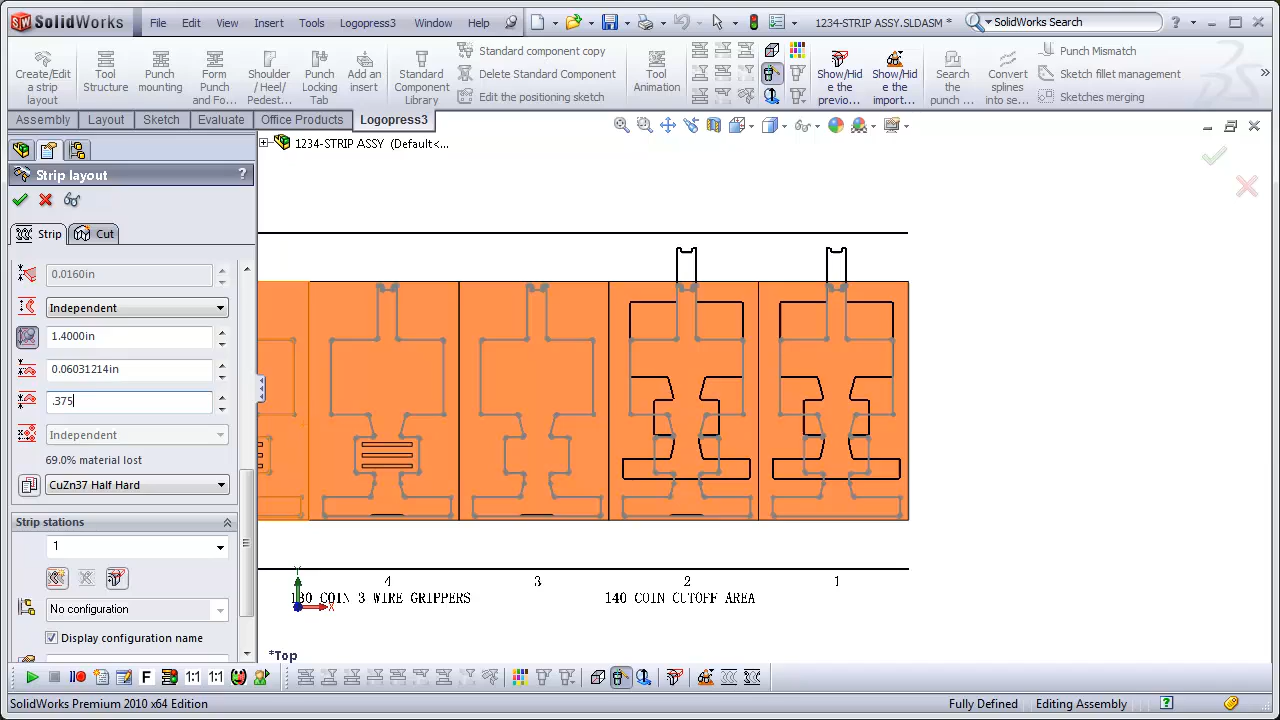 SolidWorks
File Edit View Insert Tools Logopress3 Window Help
1234-STRIP ASSY.SLDASM *
SolidWorks Search
Create/Edit a strip layout
Tool Structure
Punch mounting
Form Punch and Fo...
Shoulder / Heel/ Pedest...
Punch Locking Tab
Add an insert
Standard Component Library
Standard component copy
Delete Standard Component
Edit the positioning sketch
Tool Animation
Show/Hid e the previo...
Show/Hid e the import...
Search the punch ...
Convert splines into se...
Punch Mismatch
Sketch fillet management
Sketches merging
Assembly Layout Sketch Evaluate Office Products Logopress3
1234-STRIP ASSY (Default<...
Strip layout
?
Strip Cut
0.0160in
Independent
1.4000in
0.06031214in
.375
Independent
69.0% material lost
CuZn37 Half Hard
Strip stations
1
No configuration
Display configuration name
4 3 2 1
130 COIN 3 WIRE GRIPPERS 140 COIN CUTOFF AREA
Y
X
*Top
F 1:1 1:1
SolidWorks Premium 2010 x64 Edition
Fully Defined Editing Assembly